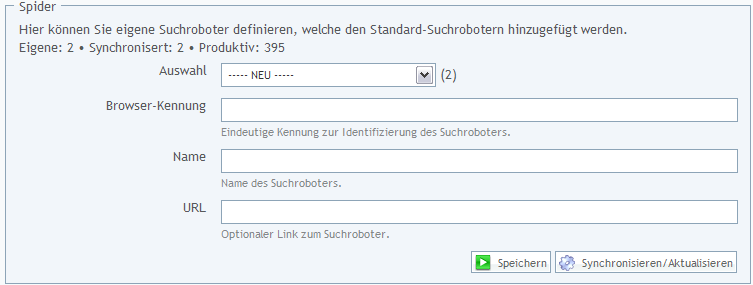 Spider
Hier können Sie eigene Suchroboter definieren, welche den Standard-Suchrobotern hinzugefügt werden.
Eigene: 2 • Synchronisert: 2 • Produktiv: 395
Auswahl ----- NEU ----- (2)
Browser-Kennung
Eindeutige Kennung zur Identifizierung des Suchroboters.
Name
Name des Suchroboters.
URL
Optionaler Link zum Suchroboter.
Speichern Synchronisieren/Aktualisieren